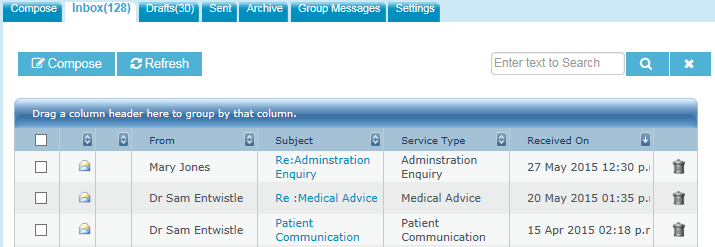 Compose Inbox(128) Drafts(30) Sent Archive Group Messages Settings
Compose Refresh Enter text to Search
Drag a column header here to group by that column.
From Subject Service Type Received On
Mary Jones Re:Adminstration Enquiry Adminstration Enquiry 27 May 2015 12:30 p.r
Dr Sam Entwistle Re :Medical Advice Medical Advice 20 May 2015 01:35 p.r
Dr Sam Entwistle Patient Communication Patient Communication 15 Apr 2015 02:18 p.r